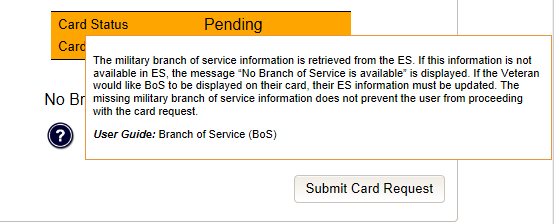 Card Status Pending
Card
The military branch of service information is retrieved from the ES. If this information is not
available in ES, the message “No Branch of Service is available” is displayed. If the Veteran
would like BoS to be displayed on their card, their ES information must be updated. The
No Br missing military branch of service information does not prevent the user from proceeding
with the card request.
? User Guide: Branch of Service (BoS)
Submit Card Request